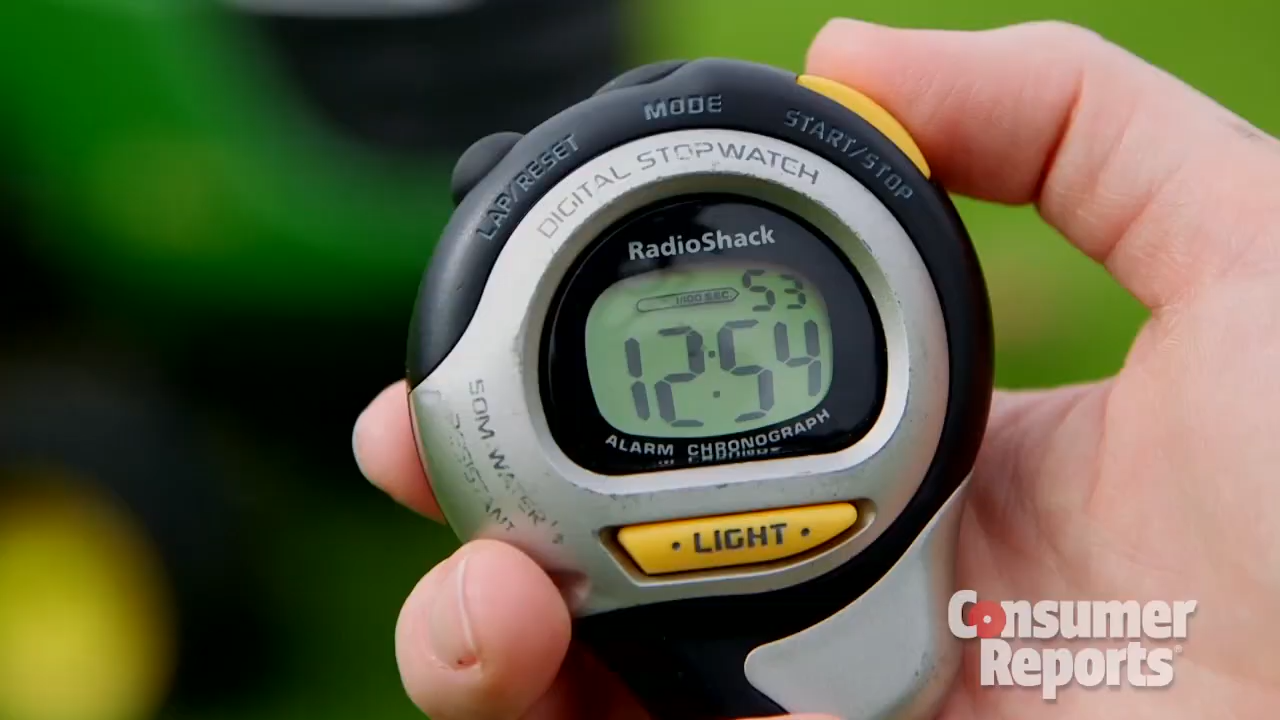 MODE
START/STOP
LAP/RESET
DIGITAL STOPWATCH
RadioShack
1/100 SEC
53
12:54
ALARM CHRONOGRAPH
50M WATER
LIGHT
Consumer
Reports